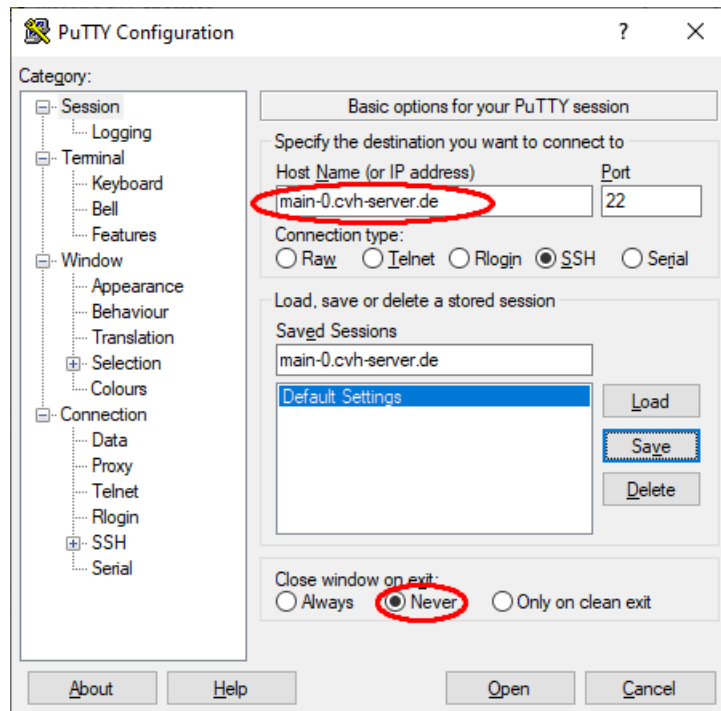 PuTTY Configuration
?
Category:
Session
Logging
Terminal
Keyboard
Bell
Features
Window
Appearance
Behaviour
Translation
Selection
Colours
Connection
Data
Proxy
Telnet
Rlogin
SSH
Serial
Basic options for your PuTTY session
Specify the destination you want to connect to
Host Name (or IP address) Port
main-0.cvh-server.de 22
Connection type:
Raw Telnet Rlogin SSH Serial
Load, save or delete a stored session
Saved Sessions
main-0.cvh-server.de
Default Settings
Load
Save
Delete
Close window on exit:
Always Never Only on clean exit
About Help Open Cancel